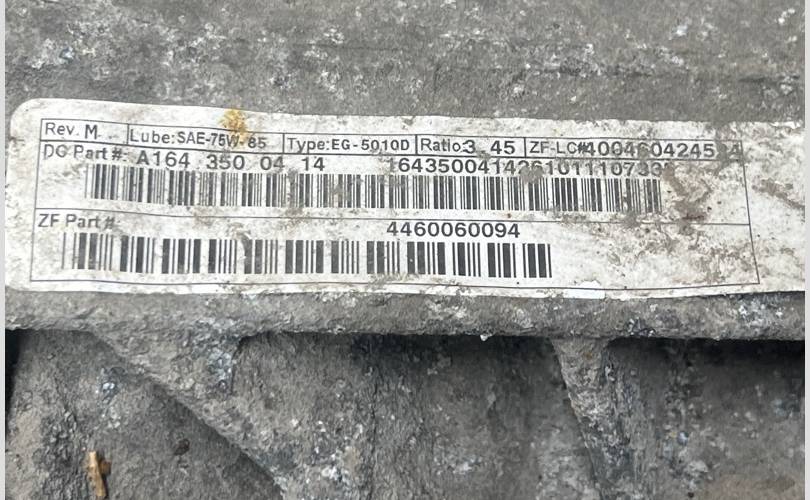 Rev. M Lube:SAE-75W-85 Type:EG-5010D Ratio:3.45 ZF-LC#:
DC Part#: A164 350 04 14
ZF Part#: 4460060094